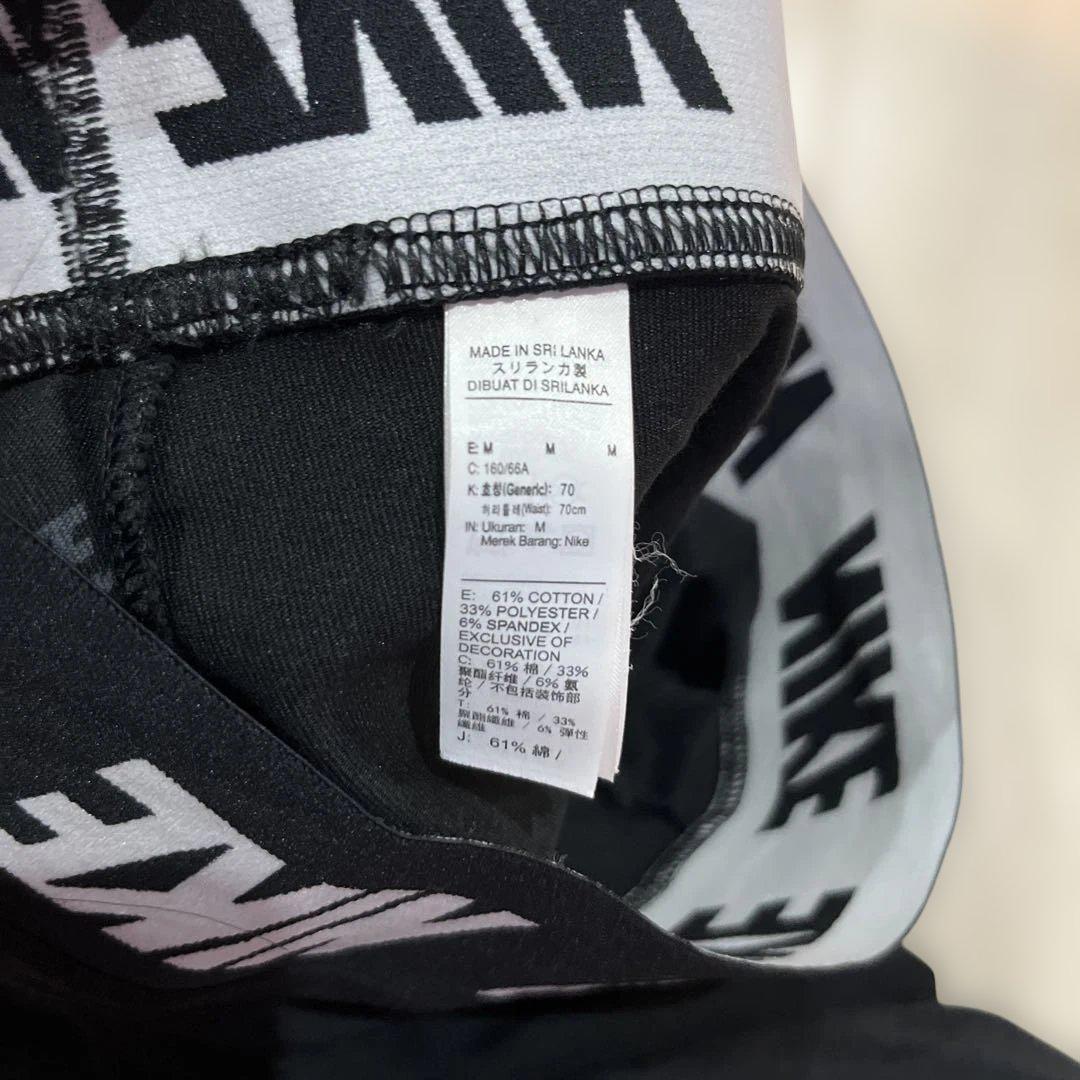 NIKE
MADE IN SRI LANKA
スリランカ製
DIBUAT DI SRILANKA
E: M M M
C: 160/66A
K: 호칭(Generic): 70
허리둘레(Waist): 70cm
IN: Ukuran: M
Merek Barang: Nike
E: 61% COTTON /
33% POLYESTER /
6% SPANDEX /
EXCLUSIVE OF
DECORATION
C: 61% 棉 / 33%
聚酯纤维 / 6% 氨
纶 / 不包括装饰部
分
T: 61% 棉 / 33%
聚酯纖維 / 6% 彈性
纖維
J: 61% 綿 /
NIKE
NIKE